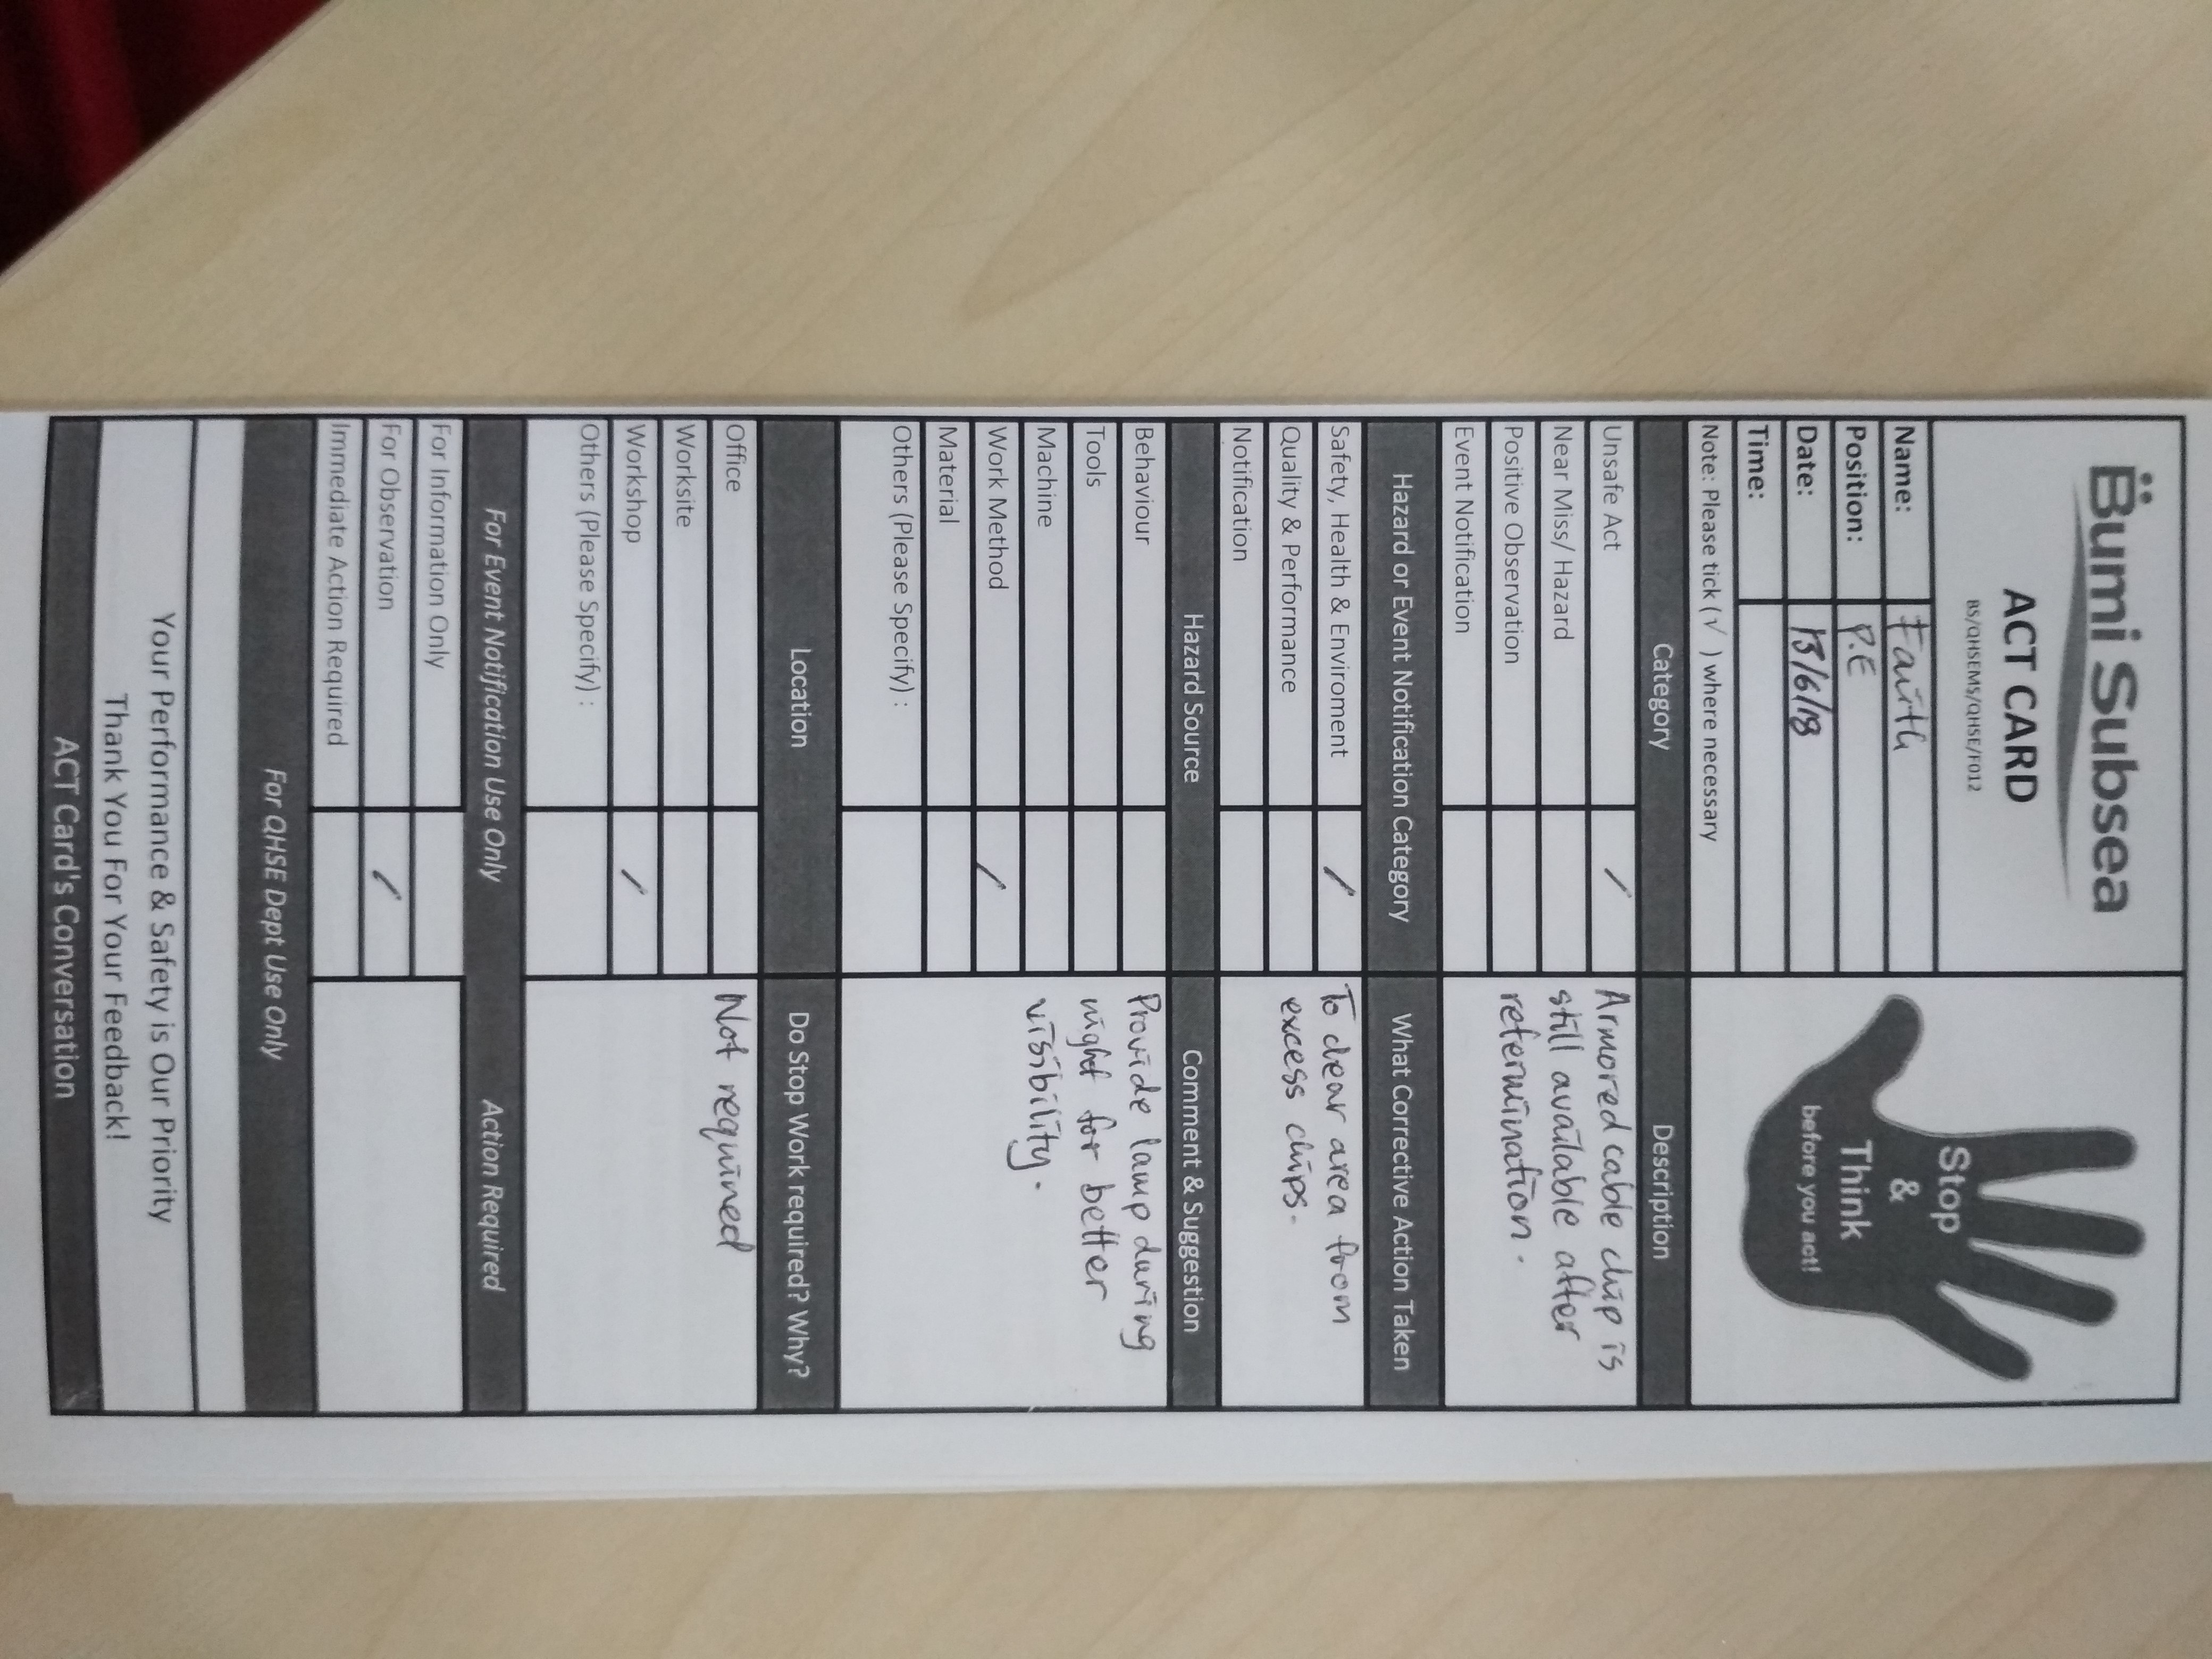 Bumi Subsea
ACT CARD
BS/QHSEMS/QHSE/F012
Stop
&
Think
before you act!
Name: Faith
Position: P.E
Date: 13/6/18
Time:
Note: Please tick (√ ) where necessary
Category Description
Unsafe Act / Armored cable chip is
Near Miss/ Hazard still available after
Positive Observation retermination.
Event Notification
Hazard or Event Notification Category What Corrective Action Taken
Safety, Health & Enviroment / To clear area from
Quality & Performance excess chips.
Notification
Hazard Source Comment & Suggestion
Behaviour Provide lamp during
Tools night for better
Machine visibility.
Work Method /
Material
Others (Please Specify) :
Location Do Stop Work required? Why?
Office Not required
Worksite
Workshop /
Others (Please Specify) :
For Event Notification Use Only Action Required
For Information Only
For Observation /
Immediate Action Required
For QHSE Dept Use Only
Your Performance & Safety is Our Priority
Thank You For Your Feedback!
ACT Card's Conversation